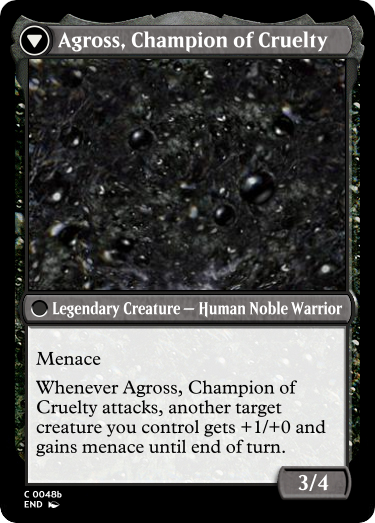 Agross, Champion of Cruelty
Legendary Creature — Human Noble Warrior
Menace
Whenever Agross, Champion of
Cruelty attacks, another target
creature you control gets +1/+0 and
gains menace until end of turn.
3/4
C 0048b
END